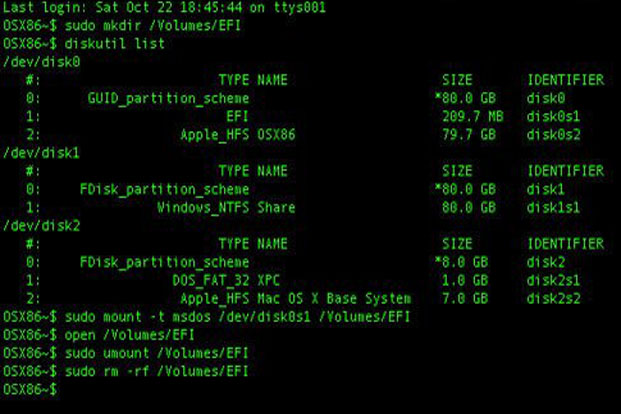 Last login: Sat Oct 22 18:45:44 on ttys001
OSX86~$ sudo mkdir /Volumes/EFI
OSX86~$ diskutil list
/dev/disk0
#: TYPE NAME SIZE IDENTIFIER
0: GUID_partition_scheme *80.0 GB disk0
1: EFI 209.7 MB disk0s1
2: Apple_HFS OSX86 79.7 GB disk0s2
/dev/disk1
#: TYPE NAME SIZE IDENTIFIER
0: FDisk_partition_scheme *80.0 GB disk1
1: Windows_NTFS Share 80.0 GB disk1s1
/dev/disk2
#: TYPE NAME SIZE IDENTIFIER
0: FDisk_partition_scheme *8.0 GB disk2
1: DOS_FAT_32 XPC 1.0 GB disk2s1
2: Apple_HFS Mac OS X Base System 7.0 GB disk2s2
OSX86~$ sudo mount -t msdos /dev/disk0s1 /Volumes/EFI
OSX86~$ open /Volumes/EFI
OSX86~$ sudo umount /Volumes/EFI
OSX86~$ sudo rm -rf /Volumes/EFI
OSX86~$